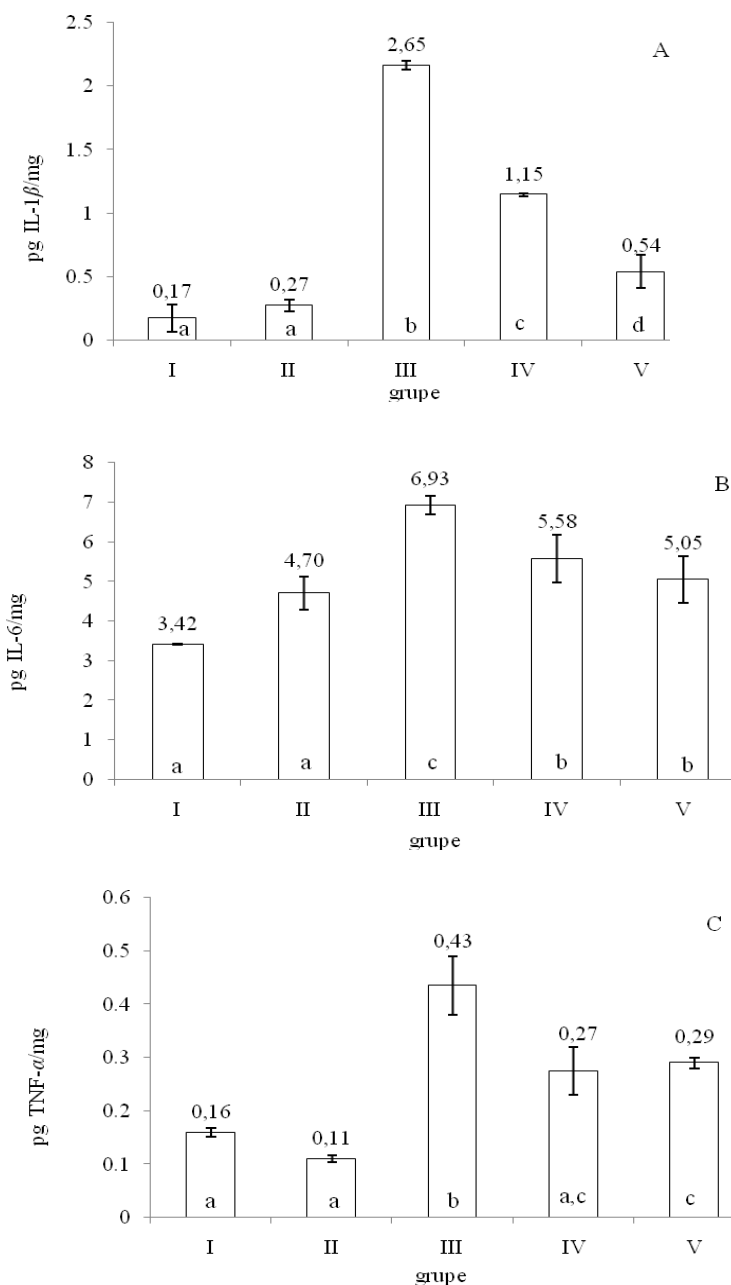 A
pg IL-1β/mg
2.5
2
1.5
1
0.5
0
0,17
0,27
2,65
1,15
0,54
a a b c d
I II III IV V
grupe
B
pg IL-6/mg
8
7
6
5
4
3
2
1
0
3,42
4,70
6,93
5,58
5,05
a a c b b
I II III IV V
grupe
C
pg TNF-α/mg
0.6
0.5
0.4
0.3
0.2
0.1
0
0,16
0,11
0,43
0,27
0,29
a a b a,c c
I II III IV V
grupe